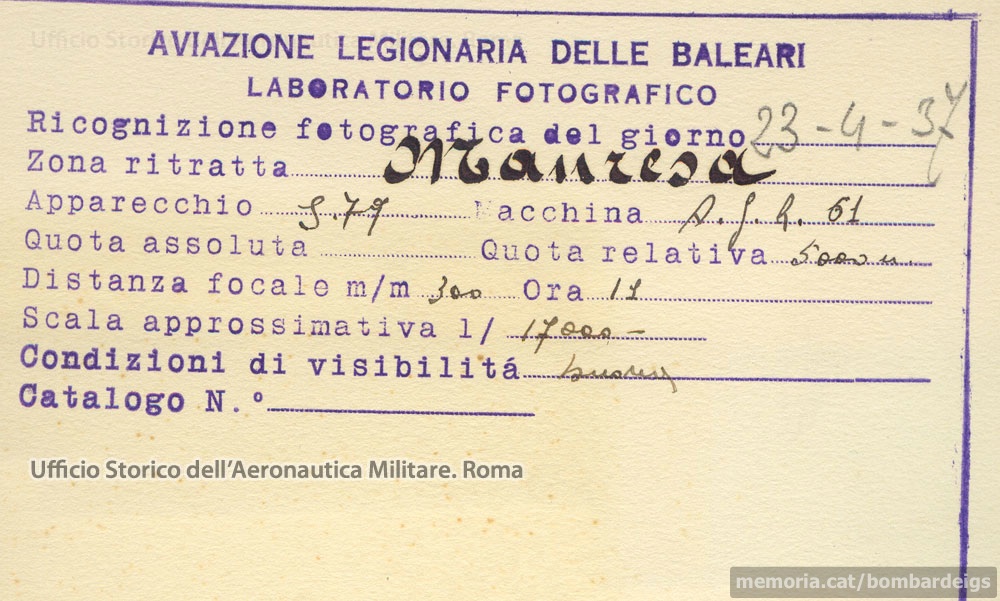 Ufficio Storico dell'Aeronautica Militare. Roma
AVIAZIONE LEGIONARIA DELLE BALEARI
LABORATORIO FOTOGRAFICO
Ricognizione fotografica del giorno 23-4-37
Zona ritratta Manresa
Apparecchio S.79 Macchina A.G.R. 61
Quota assoluta Quota relativa 5000 m.
Distanza focale m/m 300 Ora 11
Scala approssimativa 1/ 17000-
Condizioni di visibilitá
Catalogo N.º
Ufficio Storico dell'Aeronautica Militare. Roma
memoria.cat/bombardeigs